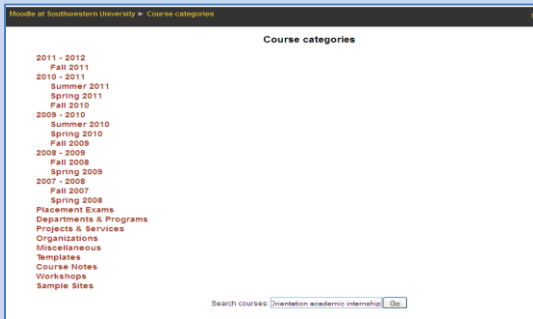 Moodle at Southwestern University ► Course categories
Course categories
2011 - 2012
Fall 2011
2010 - 2011
Summer 2011
Spring 2011
Fall 2010
2009 - 2010
Summer 2010
Spring 2010
Fall 2009
2008 - 2009
Fall 2008
Spring 2009
2007 - 2008
Fall 2007
Spring 2008
Placement Exams
Departments & Programs
Projects & Services
Organizations
Miscellaneous
Templates
Course Notes
Workshops
Sample Sites
Search courses: Orientation academic internship Go